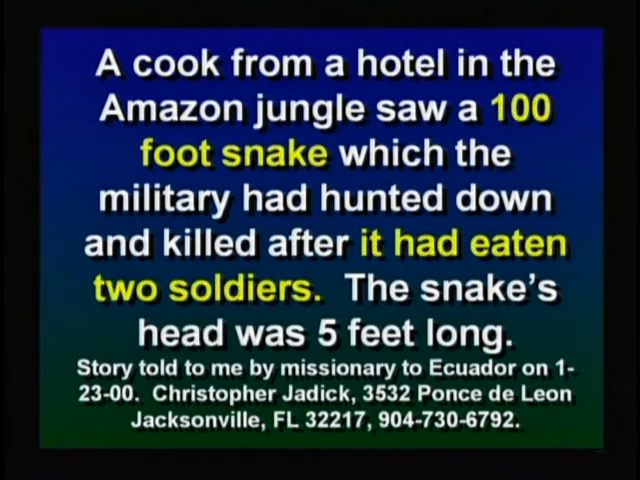 A cook from a hotel in the
Amazon jungle saw a 100
foot snake which the
military had hunted down
and killed after it had eaten
two soldiers. The snake's
head was 5 feet long.
Story told to me by missionary to Ecuador on 1-
23-00. Christopher Jadick, 3532 Ponce de Leon
Jacksonville, FL 32217, 904-730-6792.